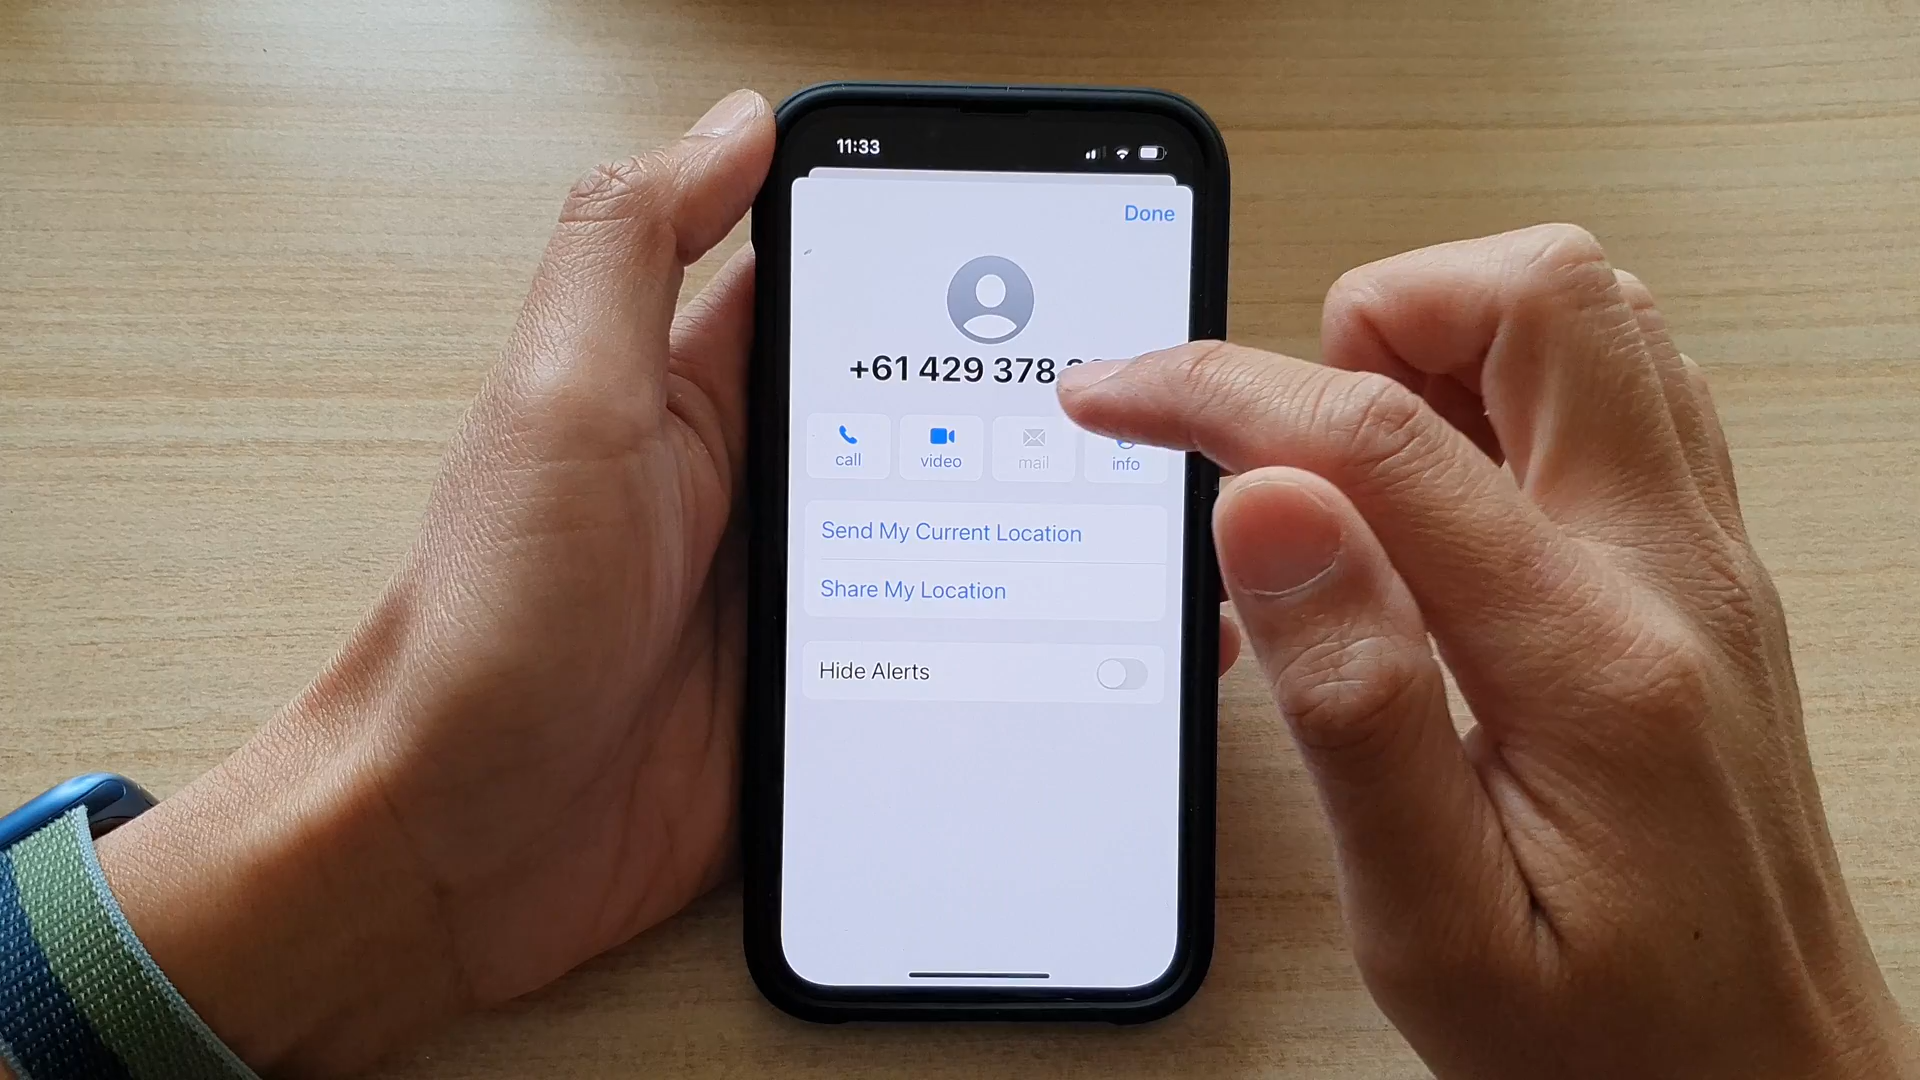 11:33
Done
+61 429 378
call video mail info
Send My Current Location
Share My Location
Hide Alerts